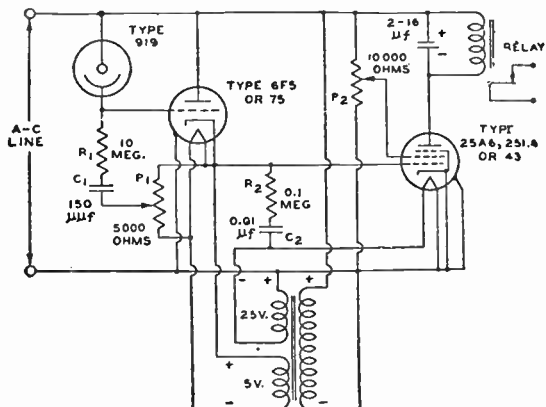 TYPE
919
TYPE 6F5
OR 75
10
MEG.
R1
C1
150
μμf
P1
5000
OHMS
A-C
LINE
R2
0.1
MEG
0.01
μf
C2
P2
10000
OHMS
2-16
μf
+
-
RELAY
TYPE
25A6, 25L6
OR 43
- +
25V.
+
5V.
-
-